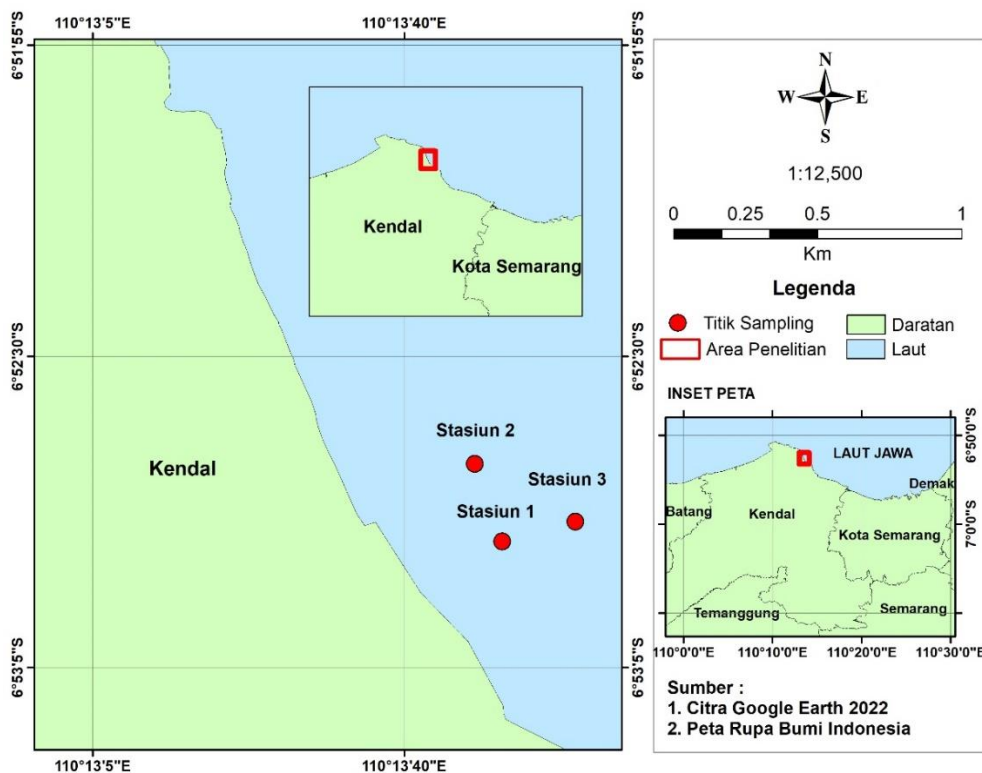 110°13'5"E
110°13'40"E
6°51'55"S
6°51'55"S
Kendal
Kota Semarang
6°52'30"S
6°52'30"S
Stasiun 2
Kendal
Stasiun 3
Stasiun 1
6°53'5"S
6°53'5"S
110°13'5"E
110°13'40"E
N
W E
S
1:12,500
0 0.25 0.5 1
Km
Legenda
Titik Sampling Daratan
Area Penelitian Laut
INSET PETA
6°50'0"S
LAUT JAWA
Demak
Batang
Kendal
Kota Semarang
7°0'0"S
Temanggung
Semarang
110°0'0"E 110°10'0"E 110°20'0"E 110°30'0"E
Sumber :
1. Citra Google Earth 2022
2. Peta Rupa Bumi Indonesia